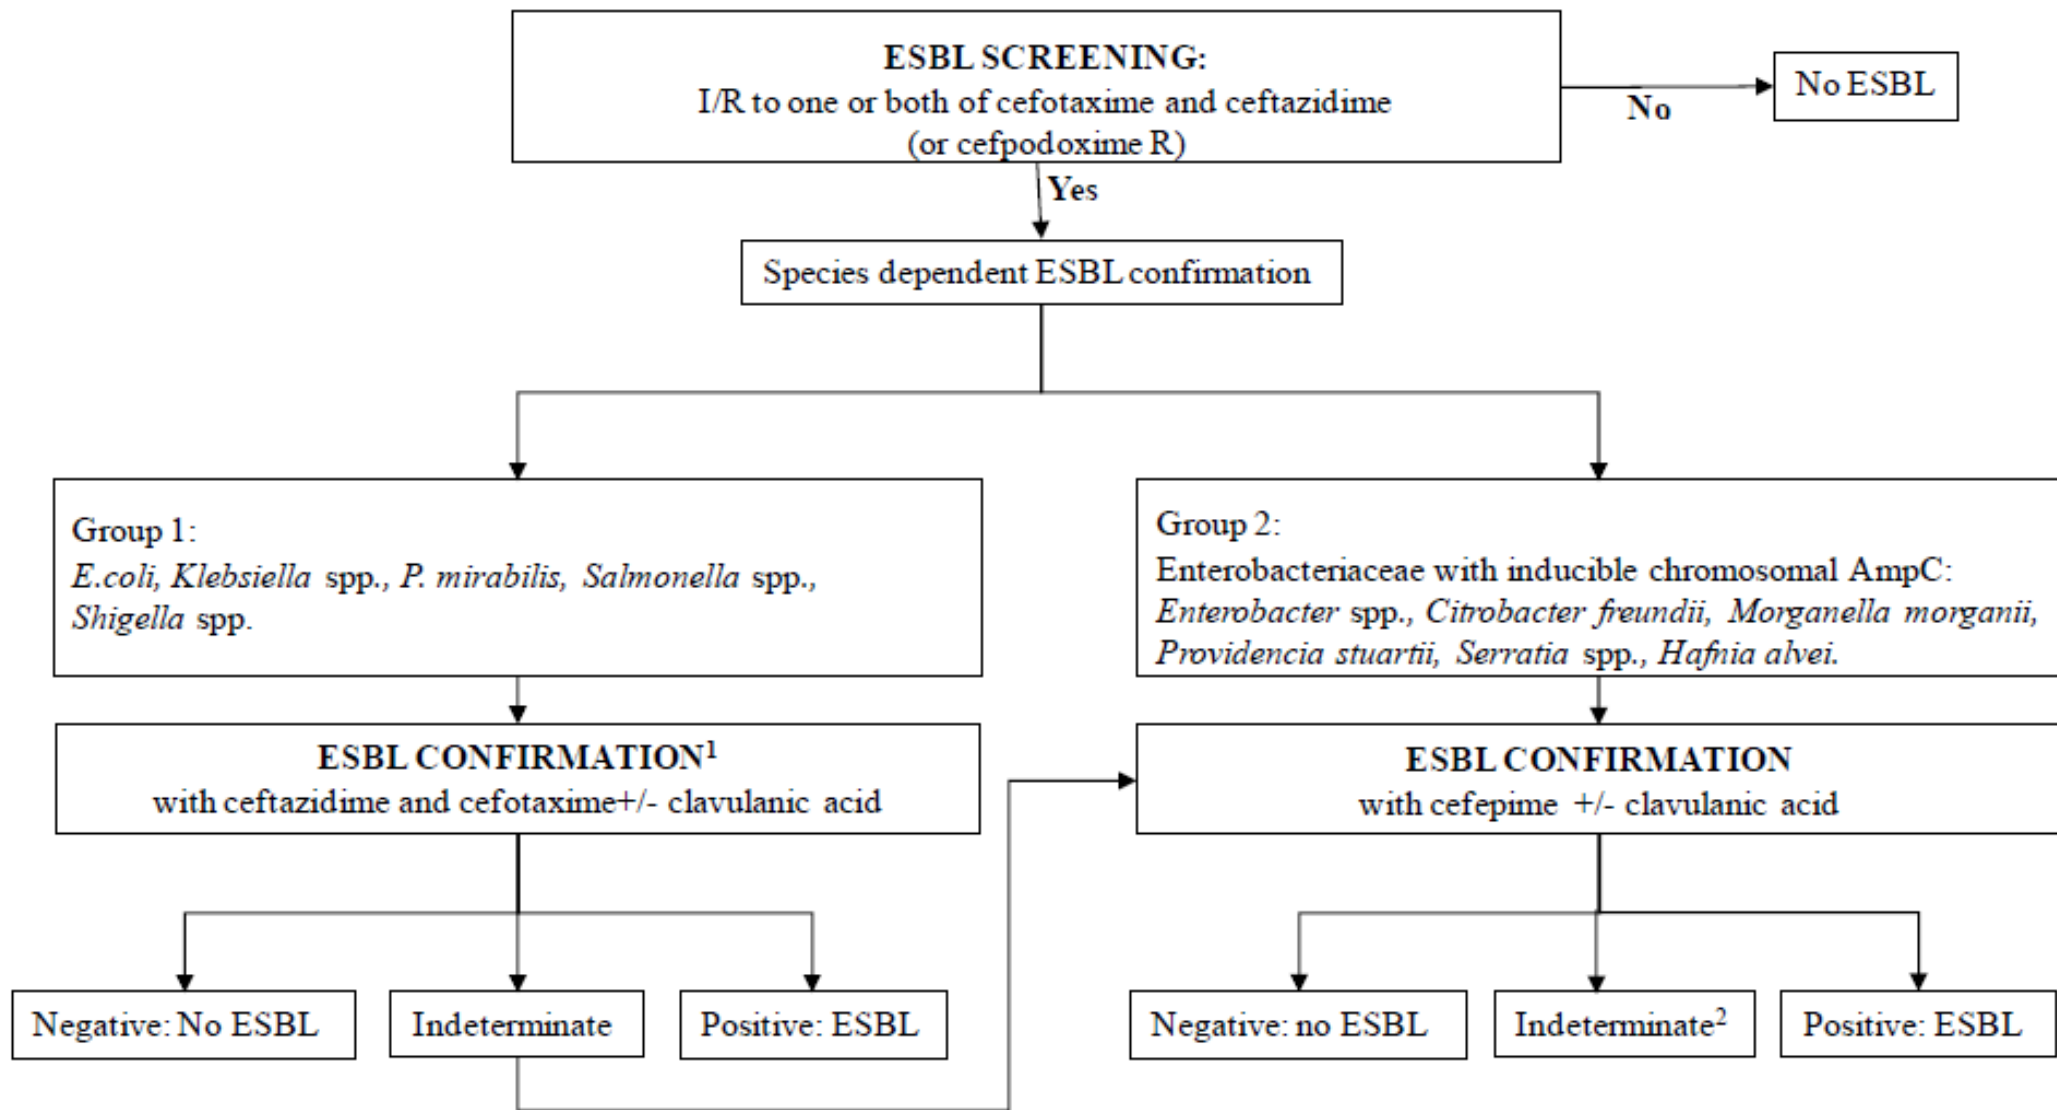 ESBL SCREENING:
I/R to one or both of cefotaxime and ceftazidime
(or cefpodoxime R)
No
No ESBL
Yes
Species dependent ESBL confirmation
Group 1:
E.coli, Klebsiella spp., P. mirabilis, Salmonella spp.,
Shigella spp.
Group 2:
Enterobacteriaceae with inducible chromosomal AmpC:
Enterobacter spp., Citrobacter freundii, Morganella morganii,
Providencia stuartii, Serratia spp., Hafnia alvei.
ESBL CONFIRMATION¹
with ceftazidime and cefotaxime+/- clavulanic acid
ESBL CONFIRMATION
with cefepime +/- clavulanic acid
Negative: No ESBL
Indeterminate
Positive: ESBL
Negative: no ESBL
Indeterminate²
Positive: ESBL